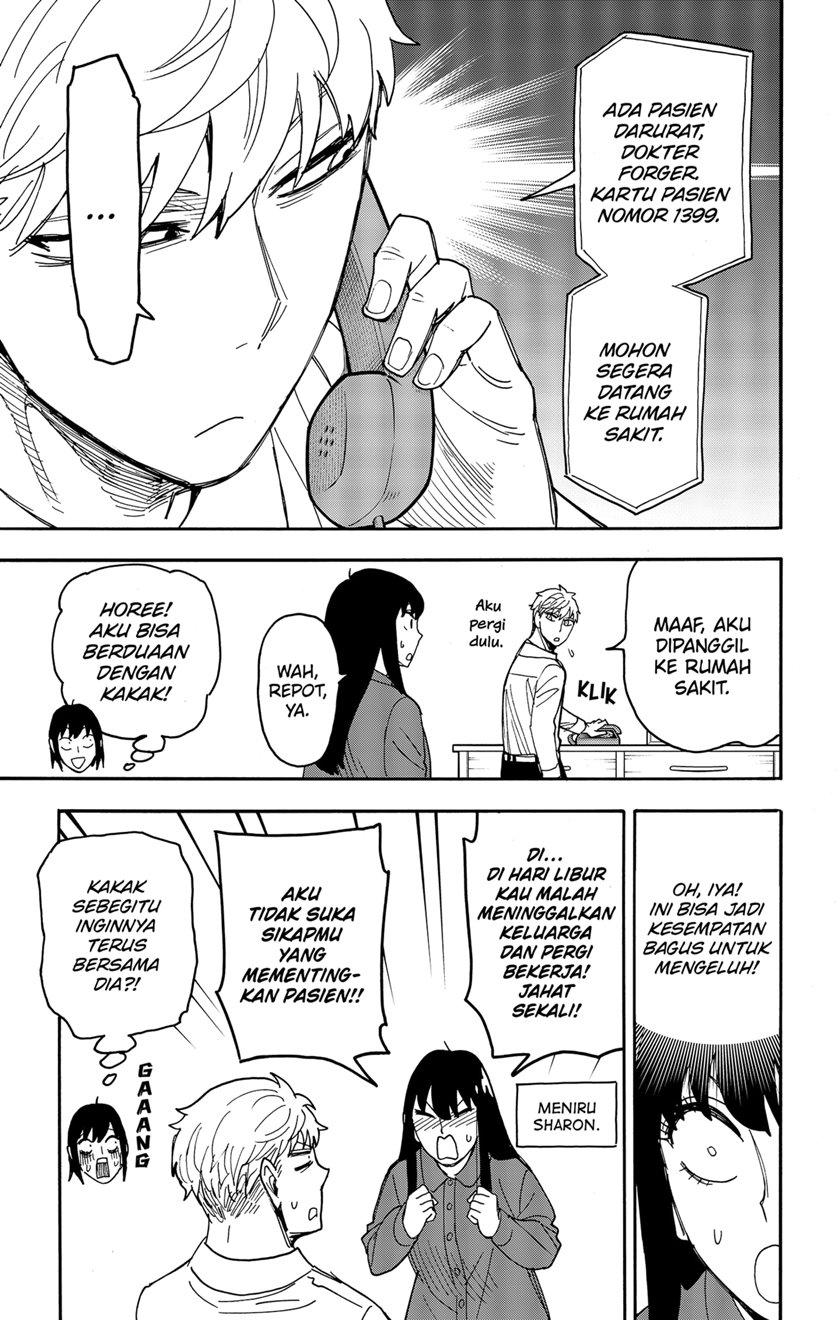 ADA PASIEN
DARURAT,
DOKTER
FORGER.
KARTU PASIEN
NOMOR 1399.
MOHON
SEGERA
DATANG
KE RUMAH
SAKIT.
...
MAAF, AKU
DIPANGGIL
KE RUMAH
SAKIT.
KLIK
Aku
pergi
dulu.
WAH,
REPOT,
YA.
HOREE!
AKU BISA
BERDUAAN
DENGAN
KAKAK!
OH, IYA!
INI BISA JADI
KESEMPATAN
BAGUS UNTUK
MENGELUH!
DI...
DI HARI LIBUR
KAU MALAH
MENINGGALKAN
KELUARGA
DAN PERGI
BEKERJA!
JAHAT
SEKALI!
MENIRU
SHARON.
AKU
TIDAK SUKA
SIKAPMU
YANG
MEMENTING-
KAN PASIEN!!
KAKAK
SEBEGITU
INGINNYA
TERUS
BERSAMA
DIA?!
GAAANG